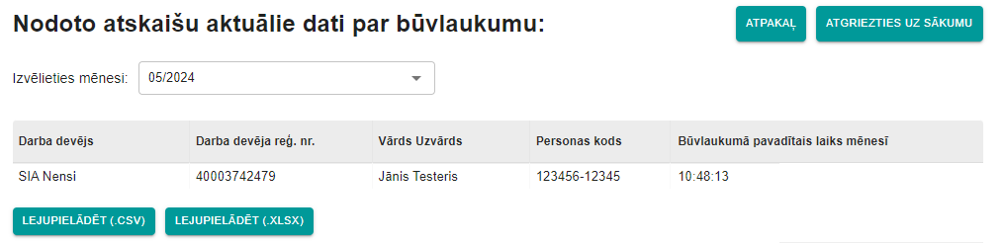 Nodoto atskaišu aktuālie dati par būvlaukumu:
ATPAKAĻ
ATGRIEZTIES UZ SĀKUMU
Izvēlieties mēnesi: 05/2024
Darba devējs Darba devēja reģ. nr. Vārds Uzvārds Personas kods Būvlaukumā pavadītais laiks mēnesī
SIA Nensi 40003742479 Jānis Testeris 123456-12345 10:48:13
LEJUPIELĀDĒT (.CSV) LEJUPIELĀDĒT (.XLSX)